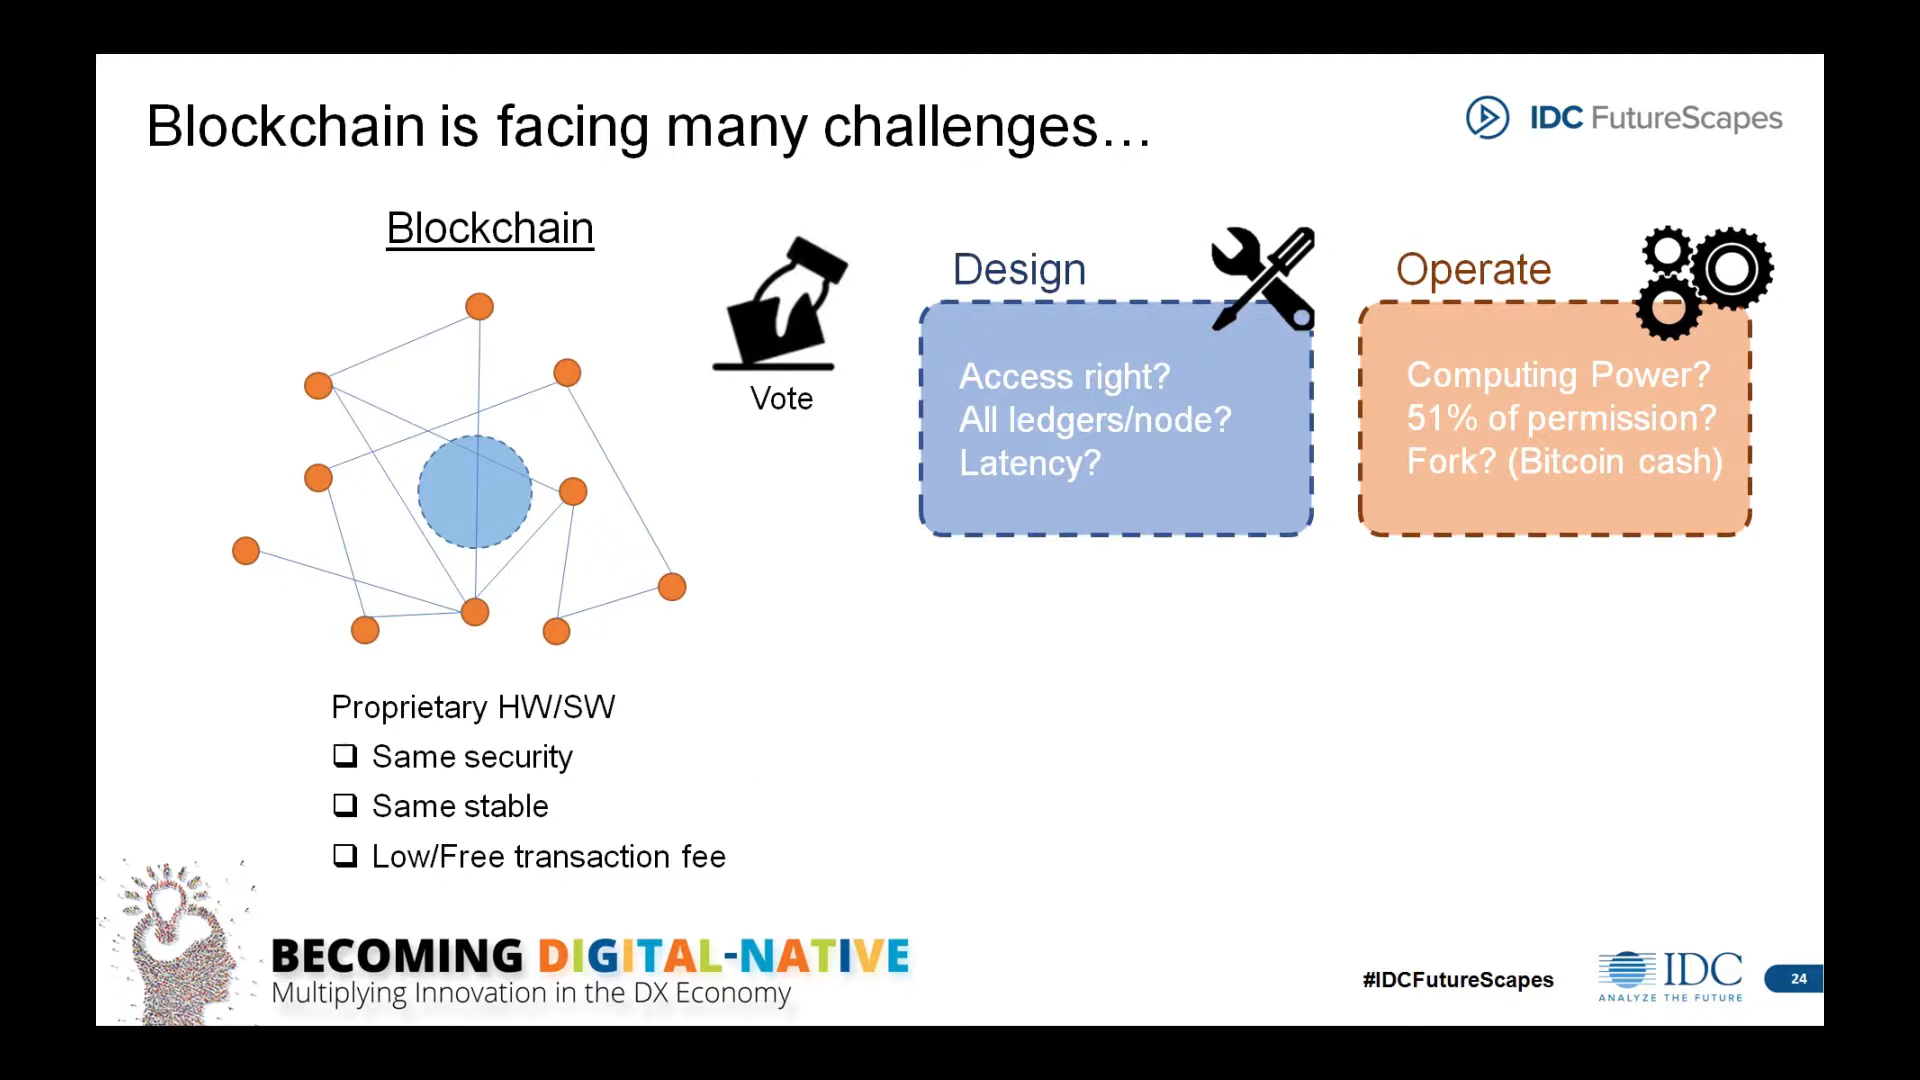 Blockchain is facing many challenges…
IDC FutureScapes
Blockchain
Vote
Design
Access right?
All ledgers/node?
Latency?
Operate
Computing Power?
51% of permission?
Fork? (Bitcoin cash)
Proprietary HW/SW
Same security
Same stable
Low/Free transaction fee
BECOMING DIGITAL-NATIVE
Multiplying Innovation in the DX Economy
#IDCFutureScapes
IDC
ANALYZE THE FUTURE
24